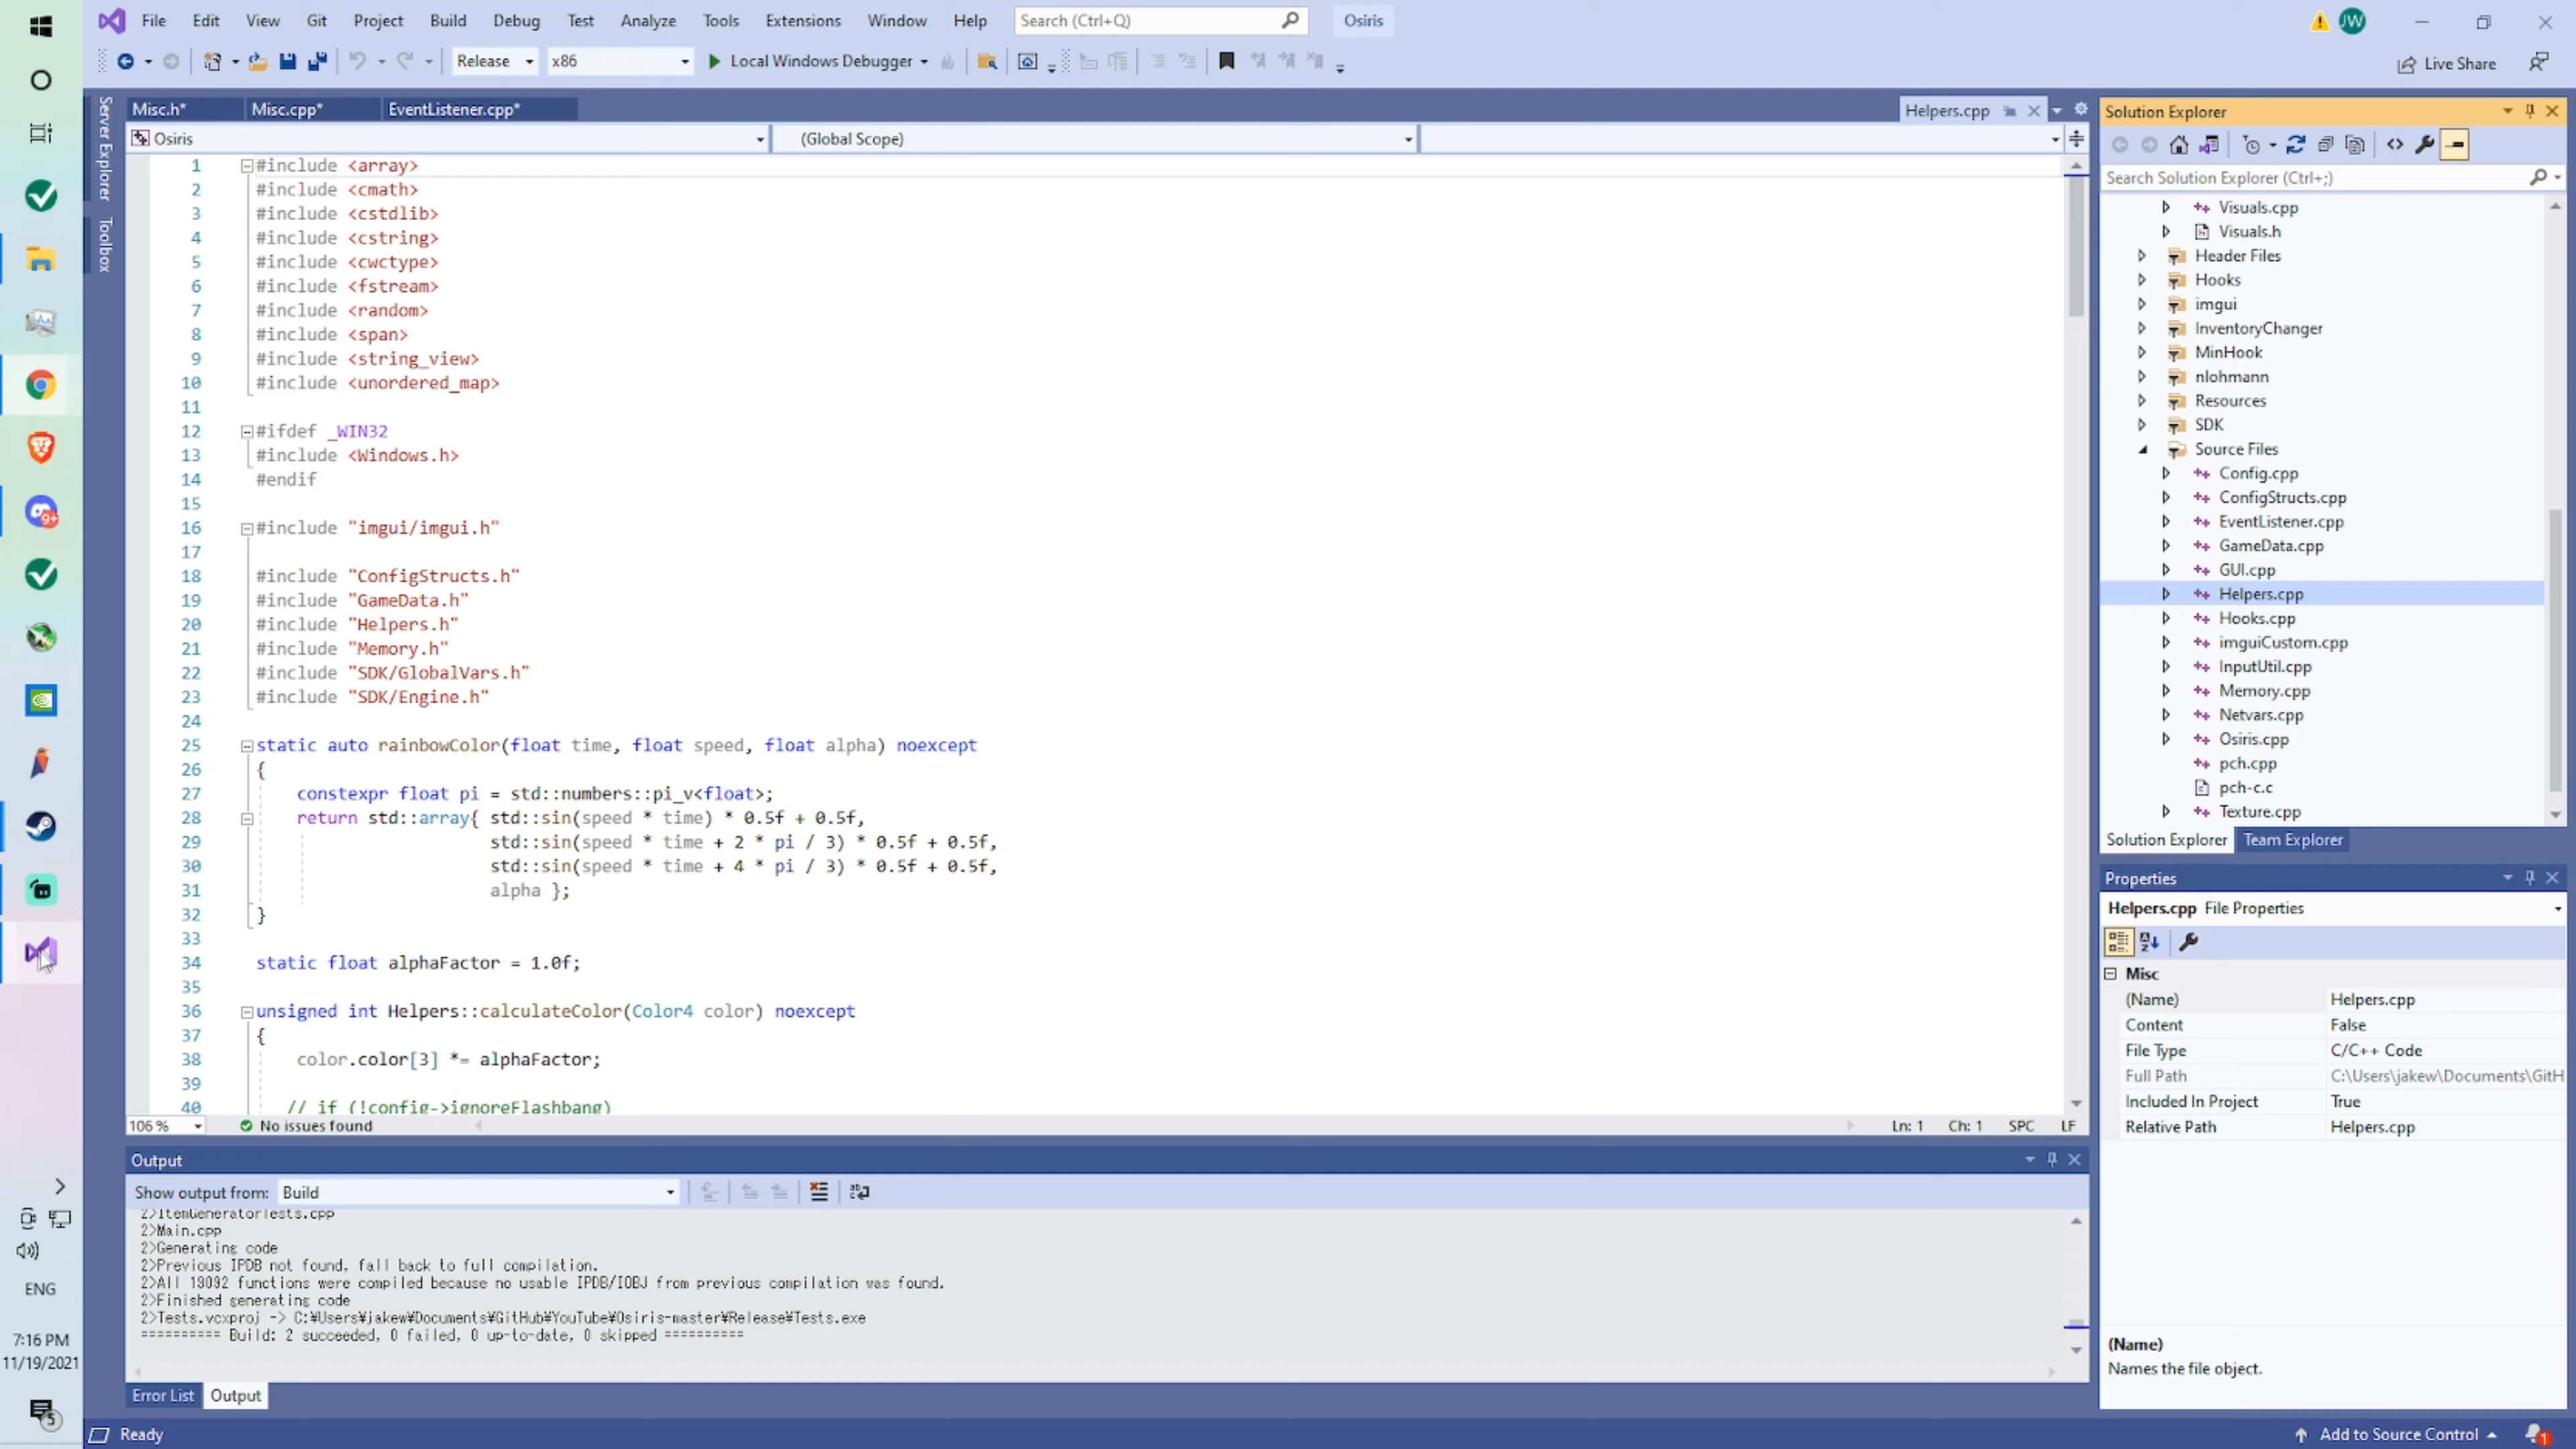 File Edit View Git Project Build Debug Test Analyze Tools Extensions Window Help Search (Ctrl+Q) Osiris JW
Release x86 Local Windows Debugger Live Share
Server Explorer
Toolbox
Misc.h* Misc.cpp* EventListener.cpp* Helpers.cpp
Osiris (Global Scope)
1 #include <array>
2 #include <cmath>
3 #include <cstdlib>
4 #include <cstring>
5 #include <cwctype>
6 #include <fstream>
7 #include <random>
8 #include <span>
9 #include <string_view>
10 #include <unordered_map>
11
12 #ifdef _WIN32
13 #include <Windows.h>
14 #endif
15
16 #include "imgui/imgui.h"
17
18 #include "ConfigStructs.h"
19 #include "GameData.h"
20 #include "Helpers.h"
21 #include "Memory.h"
22 #include "SDK/GlobalVars.h"
23 #include "SDK/Engine.h"
24
25 static auto rainbowColor(float time, float speed, float alpha) noexcept
26 {
27 constexpr float pi = std::numbers::pi_v<float>;
28 return std::array{ std::sin(speed * time) * 0.5f + 0.5f,
29 std::sin(speed * time + 2 * pi / 3) * 0.5f + 0.5f,
30 std::sin(speed * time + 4 * pi / 3) * 0.5f + 0.5f,
31 alpha };
32 }
33
34 static float alphaFactor = 1.0f;
35
36 unsigned int Helpers::calculateColor(Color4 color) noexcept
37 {
38 color.color[3] *= alphaFactor;
39
40 // if (!config->ignoreFlashbang)
106 % No issues found Ln: 1 Ch: 1 SPC LF
Output
Show output from: Build
2>ItemGeneratorTests.cpp
2>Main.cpp
2>Generating code
2>Previous IPDB not found, fall back to full compilation.
2>All 19092 functions were compiled because no usable IPDB/IOBJ from previous compilation was found.
2>Finished generating code
2>Tests.vcxproj -> C:¥Users¥jakew¥Documents¥GitHub¥YouTube¥Osiris-master¥Release¥Tests.exe
========== Build: 2 succeeded, 0 failed, 0 up-to-date, 0 skipped ==========
Error List Output
Ready
Solution Explorer
Search Solution Explorer (Ctrl+;)
Visuals.cpp
Visuals.h
Header Files
Hooks
imgui
InventoryChanger
MinHook
nlohmann
Resources
SDK
Source Files
Config.cpp
ConfigStructs.cpp
EventListener.cpp
GameData.cpp
GUI.cpp
Helpers.cpp
Hooks.cpp
imguiCustom.cpp
InputUtil.cpp
Memory.cpp
Netvars.cpp
Osiris.cpp
pch.cpp
pch-c.c
Texture.cpp
Solution Explorer Team Explorer
Properties
Helpers.cpp File Properties
Misc
(Name) Helpers.cpp
Content False
File Type C/C++ Code
Full Path C:\Users\jakew\Documents\GitH
Included In Project True
Relative Path Helpers.cpp
(Name)
Names the file object.
Add to Source Control 1
9+
ENG
7:16 PM
11/19/2021
5